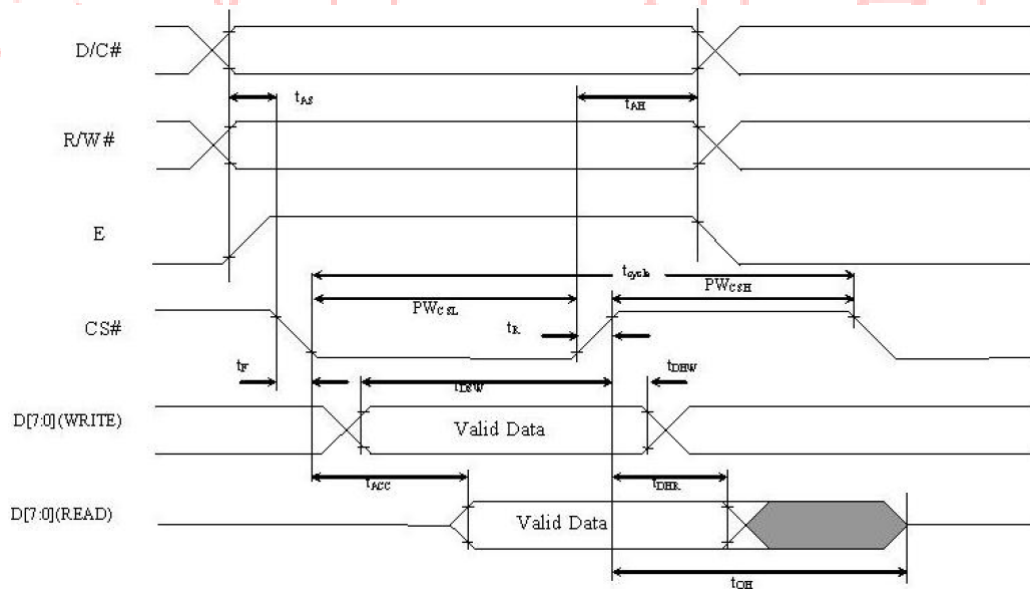 D/C#
tAS
tAH
R/W#
E
tcycle
PWCSL
PWCSH
CS#
tR
tF
tDSW
tDHW
D[7:0](WRITE)
Valid Data
tACC
tDHR
D[7:0](READ)
Valid Data
tOH